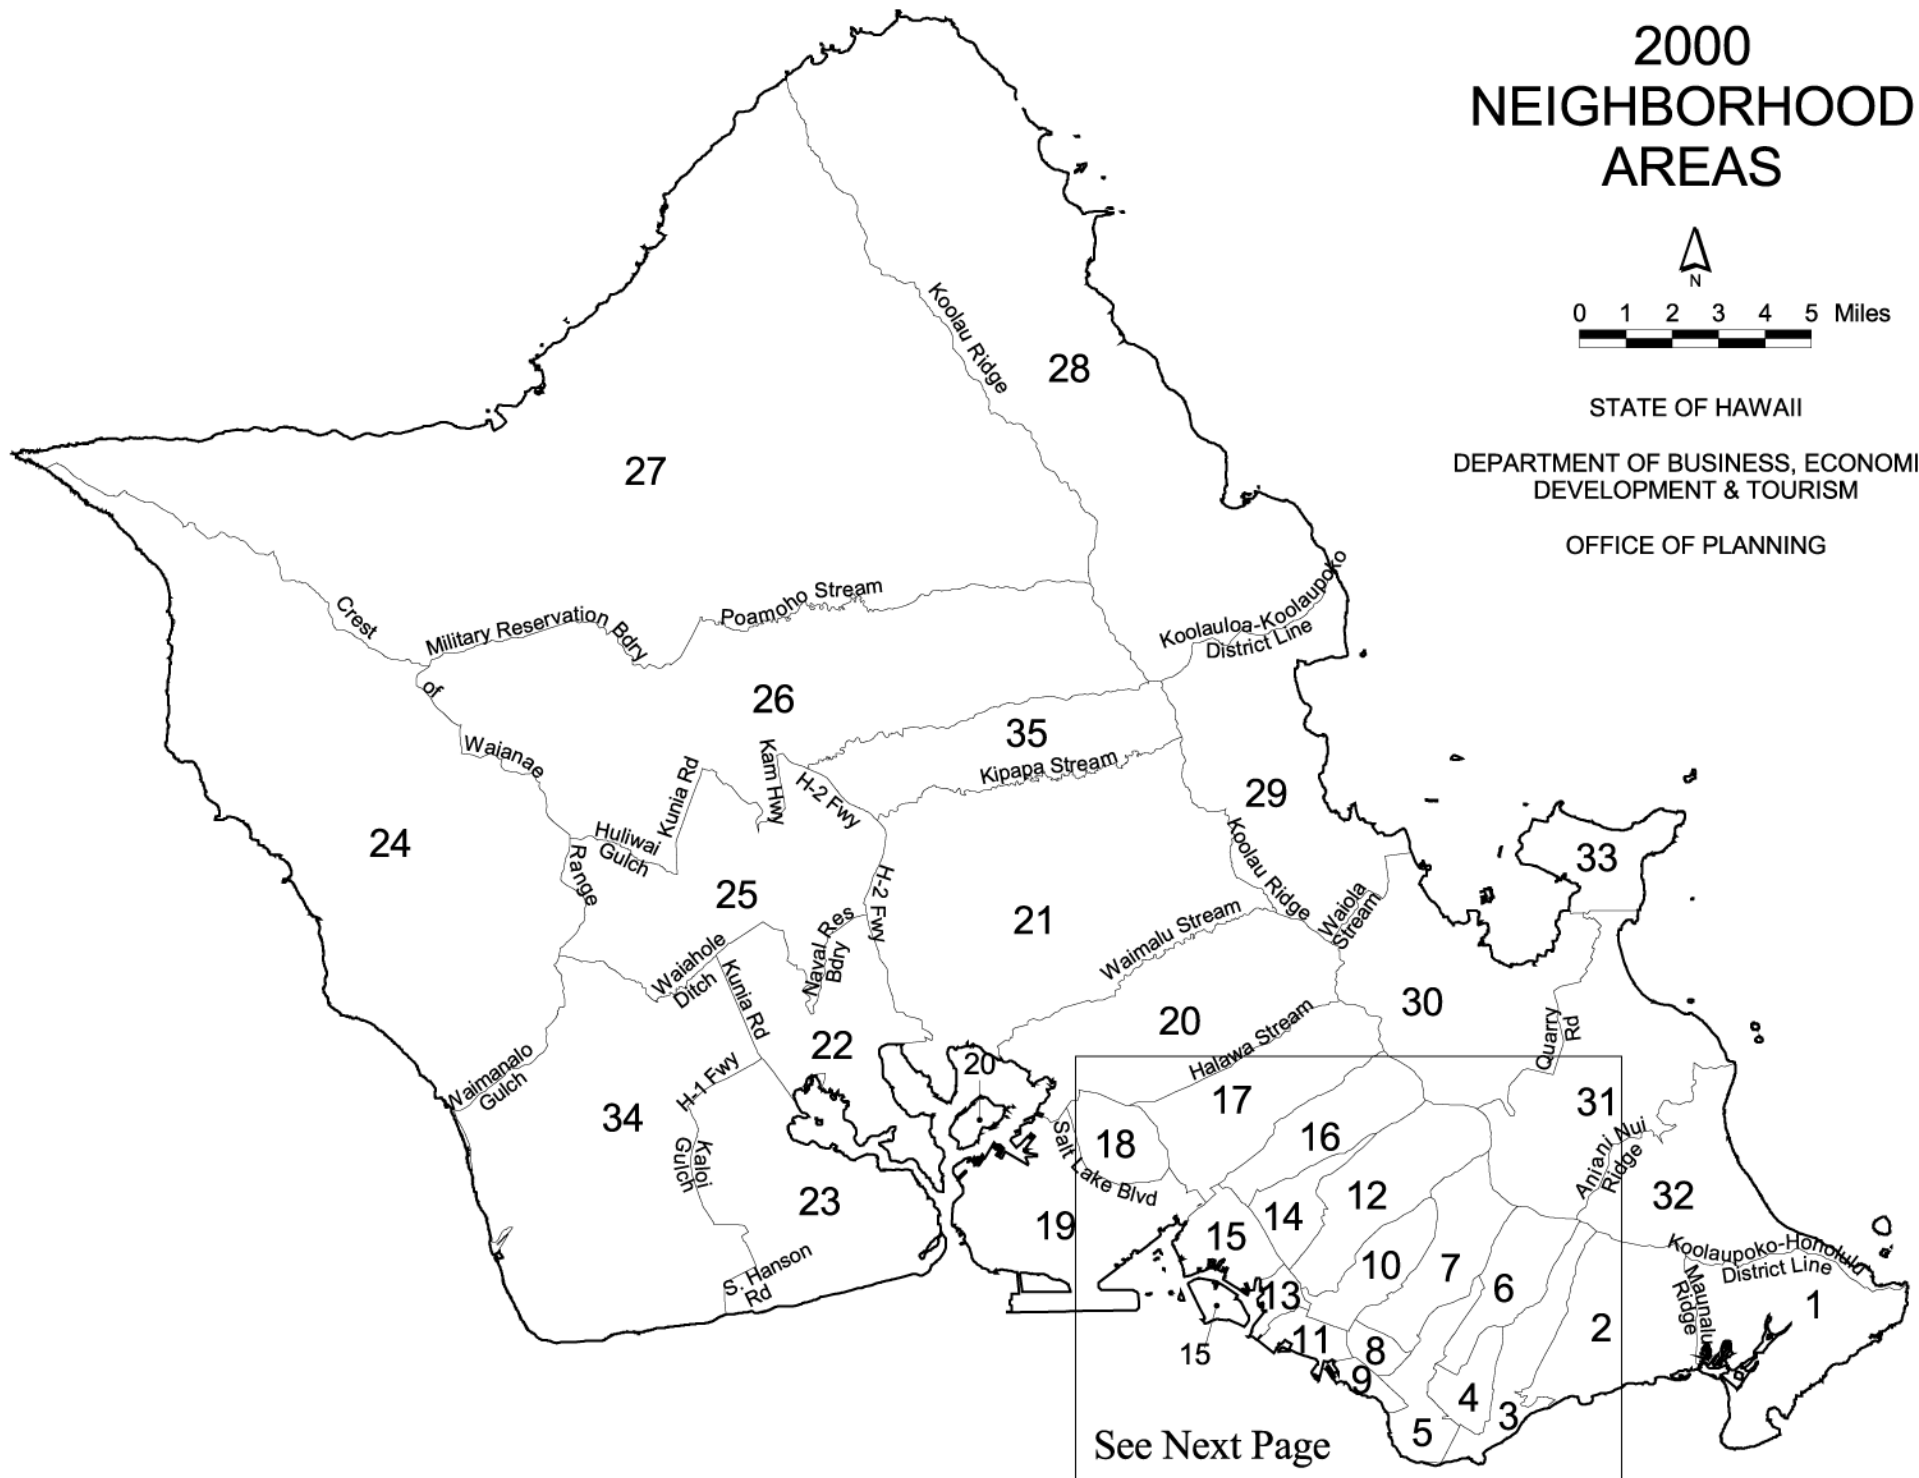 2000
NEIGHBORHOOD
AREAS
N
0 1 2 3 4 5 Miles
STATE OF HAWAII
DEPARTMENT OF BUSINESS, ECONOMI
DEVELOPMENT & TOURISM
OFFICE OF PLANNING
Koolau Ridge
28
27
Crest
Military Reservation Bdry
Poamoho Stream
Koolauloa-Koolaupoko
District Line
of
26
35
Kipapa Stream
Waianae
Kunia Rd
Kam Hwy
H-2 Fwy
29
24
Huliwai
Gulch
Range
25
H-2 Fwy
21
Koolau Ridge
33
Waiola
Stream
Waimalu Stream
Waiahole
Ditch
Naval Res
Bdry
Kunia Rd
30
Quarry
Rd
20
Halawa Stream
22
20
Waimanalo
Gulch
H-1 Fwy
34
17
31
18
16
Salt Lake Blvd
Aniani Nui
Ridge
Kaloi
Gulch
23
12
32
14
19
15
Koolaupoko-Honolulu
District Line
10
7
6
Maunalua
Ridge
S. Hanson
Rd
13
1
2
11
8
15
9
4
3
5
See Next Page